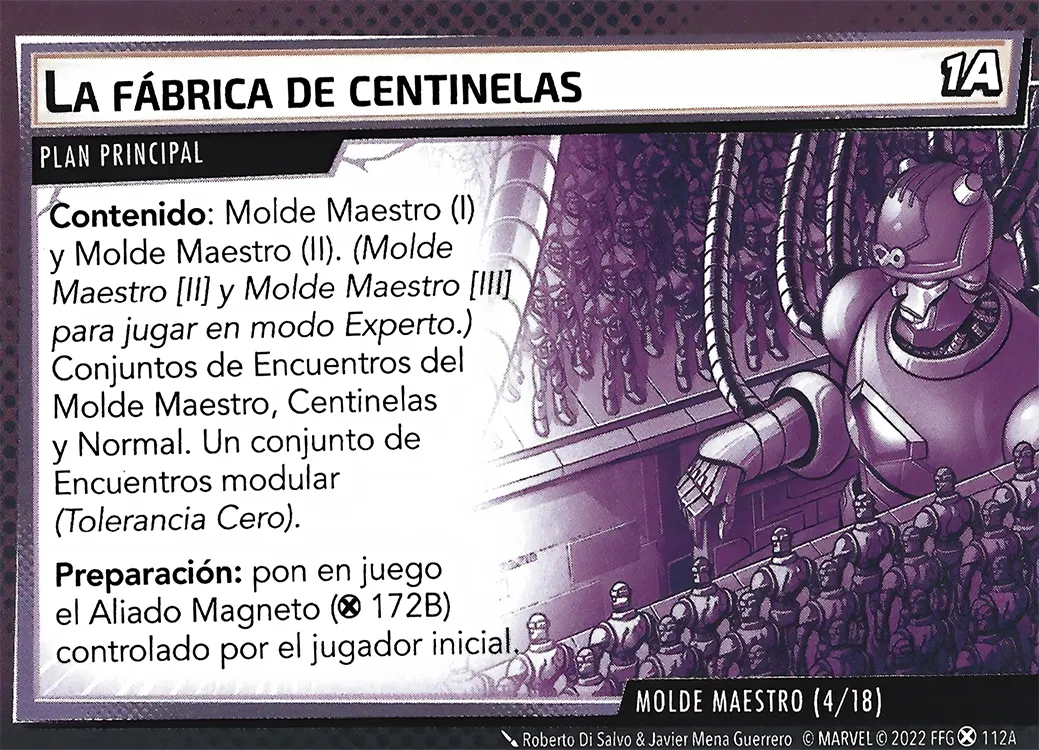 LA FÁBRICA DE CENTINELAS
1A
PLAN PRINCIPAL
Contenido: Molde Maestro (I)
y Molde Maestro (II). (Molde
Maestro [II] y Molde Maestro [III]
para jugar en modo Experto.)
Conjuntos de Encuentros del
Molde Maestro, Centinelas
y Normal. Un conjunto de
Encuentros modular
(Tolerancia Cero).
Preparación: pon en juego
el Aliado Magneto (⊗ 172B)
controlado por el jugador inicial.
MOLDE MAESTRO (4/18)
Roberto Di Salvo & Javier Mena Guerrero © MARVEL © 2022 FFG ⊗ 112A